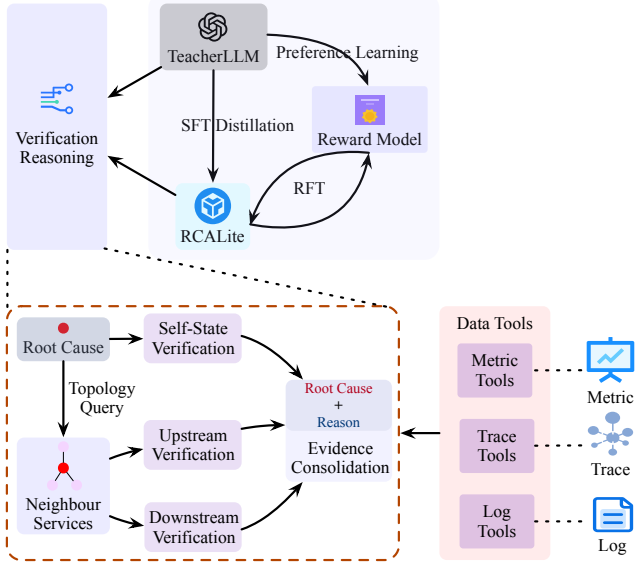 TeacherLLM
Preference Learning
Verification
Reasoning
SFT Distillation
Reward Model
RFT
RCALite
Root Cause
Self-State
Verification
Topology
Query
Neighbour
Services
Upstream
Verification
Downstream
Verification
Root Cause
+
Reason
Evidence
Consolidation
Data Tools
Metric
Tools
Metric
Trace
Tools
Trace
Log
Tools
Log